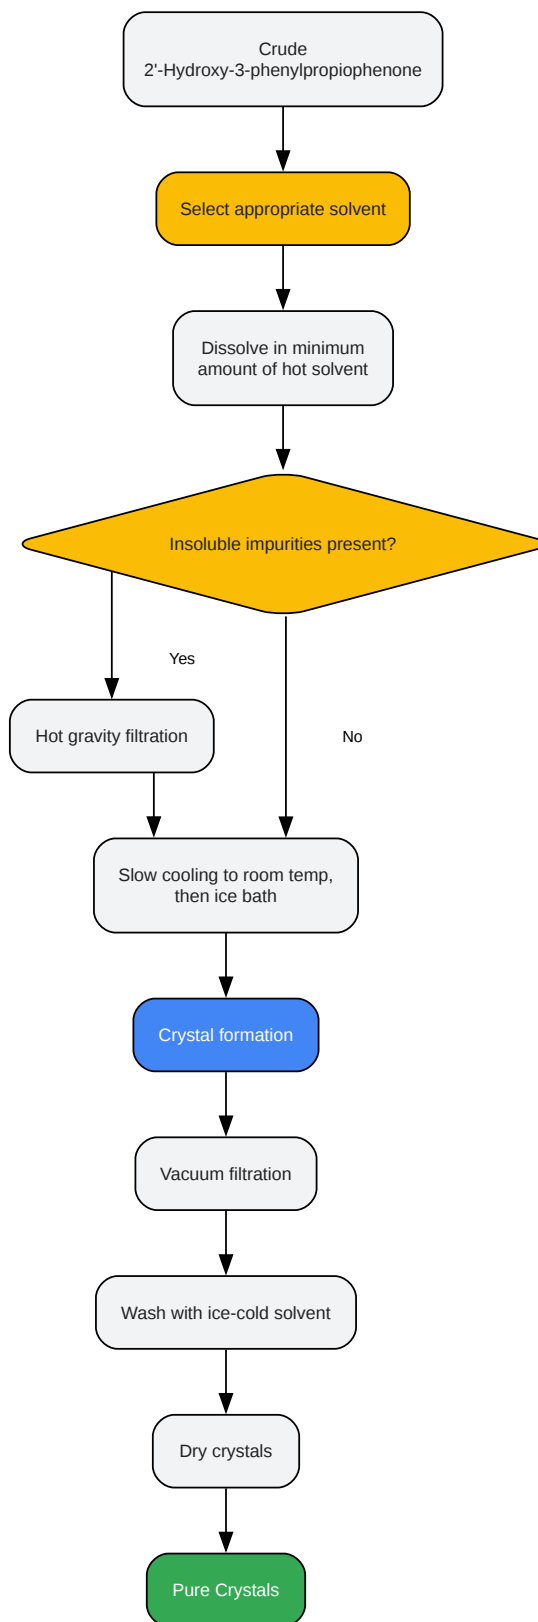 Crude
2'-Hydroxy-3-phenylpropiophenone
Select appropriate solvent
Dissolve in minimum
amount of hot solvent
Insoluble impurities present?
Yes
Hot gravity filtration
No
Slow cooling to room temp,
then ice bath
Crystal formation
Vacuum filtration
Wash with ice-cold solvent
Dry crystals
Pure Crystals